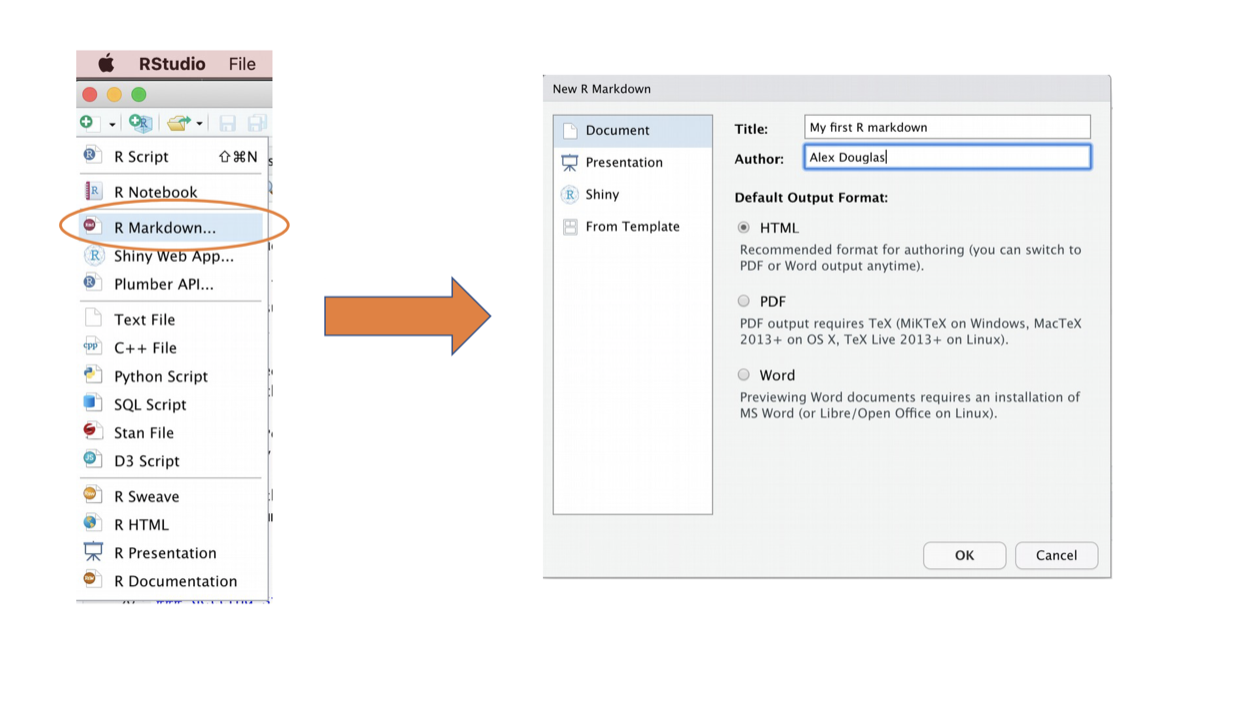 RStudio File
R Script ⇧⌘N
R Notebook
R Markdown...
Shiny Web App...
Plumber API...
Text File
C++ File
Python Script
SQL Script
Stan File
D3 Script
R Sweave
R HTML
R Presentation
R Documentation
New R Markdown
Document
Presentation
Shiny
From Template
Title: My first R markdown
Author: Alex Douglas
Default Output Format:
HTML
Recommended format for authoring (you can switch to
PDF or Word output anytime).
PDF
PDF output requires TeX (MiKTeX on Windows, MacTeX
2013+ on OS X, TeX Live 2013+ on Linux).
Word
Previewing Word documents requires an installation of
MS Word (or Libre/Open Office on Linux).
OK Cancel